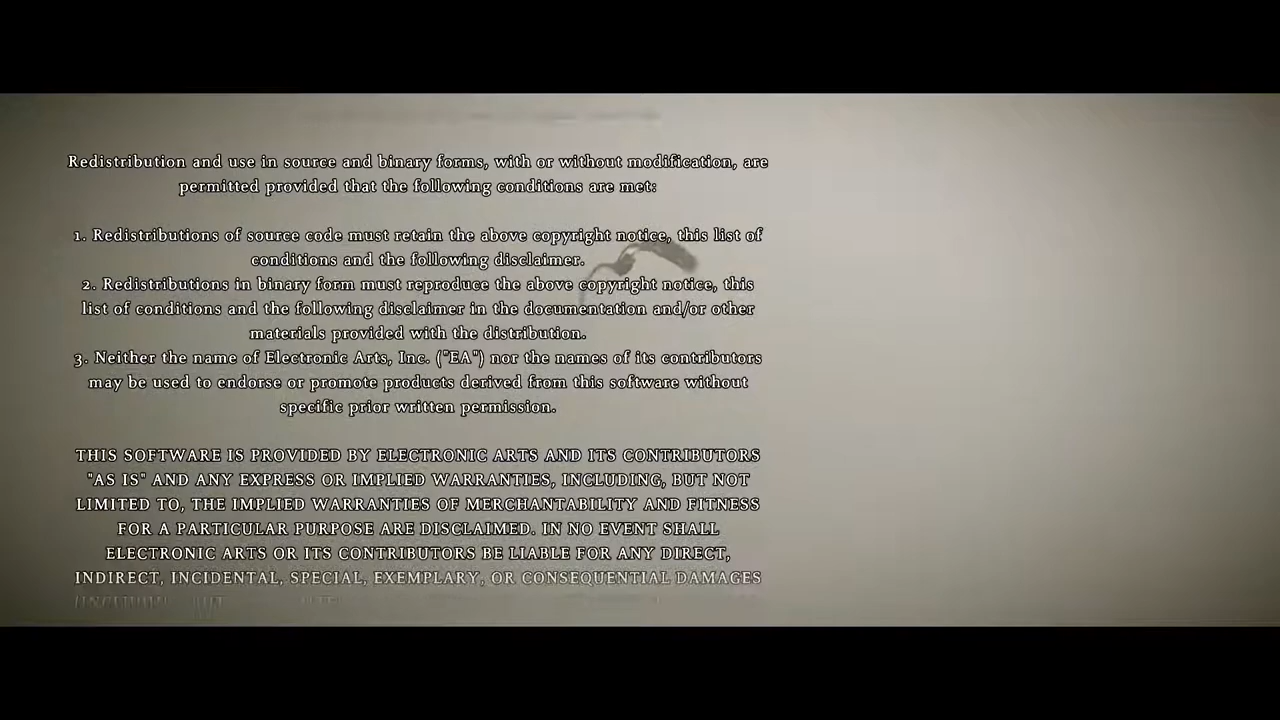 Redistribution and use in source and binary forms, with or without modification, are
permitted provided that the following conditions are met:
1. Redistributions of source code must retain the above copyright notice, this list of
conditions and the following disclaimer.
2. Redistributions in binary form must reproduce the above copyright notice, this
list of conditions and the following disclaimer in the documentation and/or other
materials provided with the distribution.
3. Neither the name of Electronic Arts, Inc. ("EA") nor the names of its contributors
may be used to endorse or promote products derived from this software without
specific prior written permission.
THIS SOFTWARE IS PROVIDED BY ELECTRONIC ARTS AND ITS CONTRIBUTORS
"AS IS" AND ANY EXPRESS OR IMPLIED WARRANTIES, INCLUDING, BUT NOT
LIMITED TO, THE IMPLIED WARRANTIES OF MERCHANTABILITY AND FITNESS
FOR A PARTICULAR PURPOSE ARE DISCLAIMED. IN NO EVENT SHALL
ELECTRONIC ARTS OR ITS CONTRIBUTORS BE LIABLE FOR ANY DIRECT,
INDIRECT, INCIDENTAL, SPECIAL, EXEMPLARY, OR CONSEQUENTIAL DAMAGES